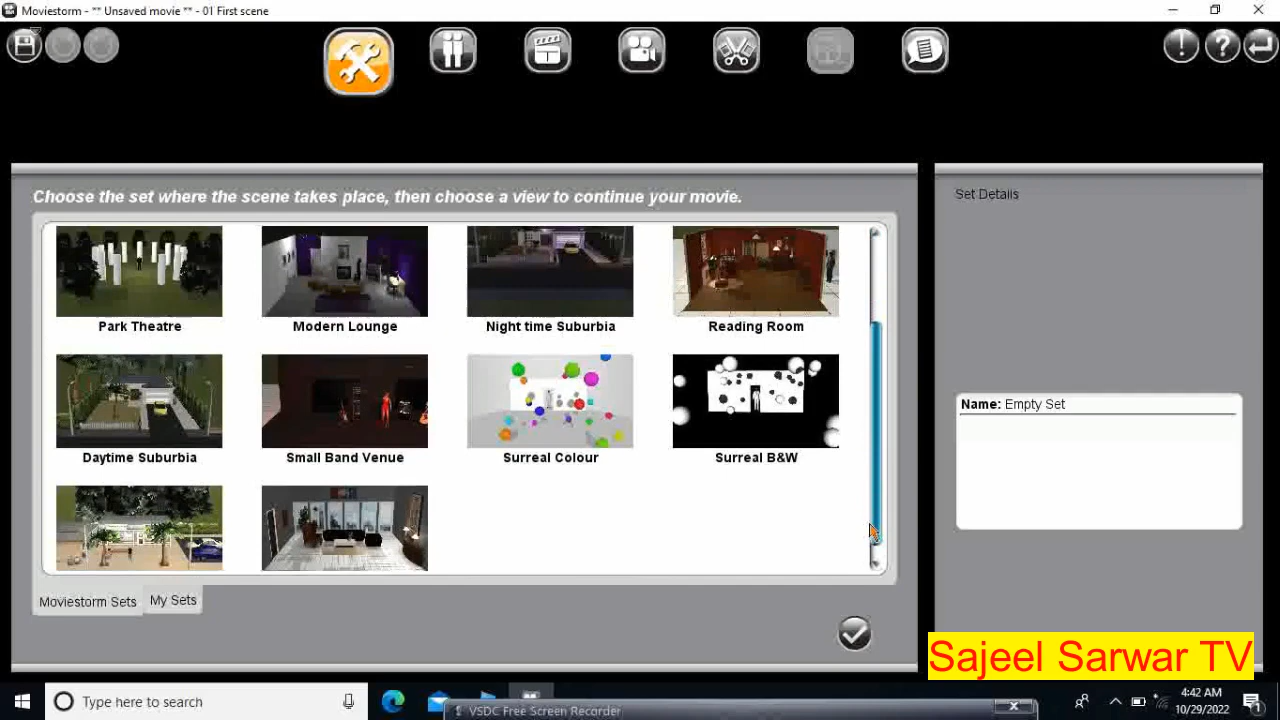 Moviestorm - ** Unsaved movie ** - 01 First scene
Choose the set where the scene takes place, then choose a view to continue your movie.
Set Details
Park Theatre
Modern Lounge
Night time Suburbia
Reading Room
Name: Empty Set
Daytime Suburbia
Small Band Venue
Surreal Colour
Surreal B&W
Moviestorm Sets
My Sets
Sajeel Sarwar TV
Type here to search
VSDC Free Screen Recorder
4:42 AM
10/29/2022
1